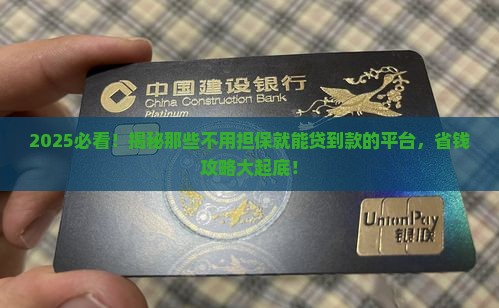 中国建设银行
China Construction Bank
Platinum
2025必看！揭秘那些不用担保就能贷到款的平台，省钱
攻略大起底！
UnionPay
银联